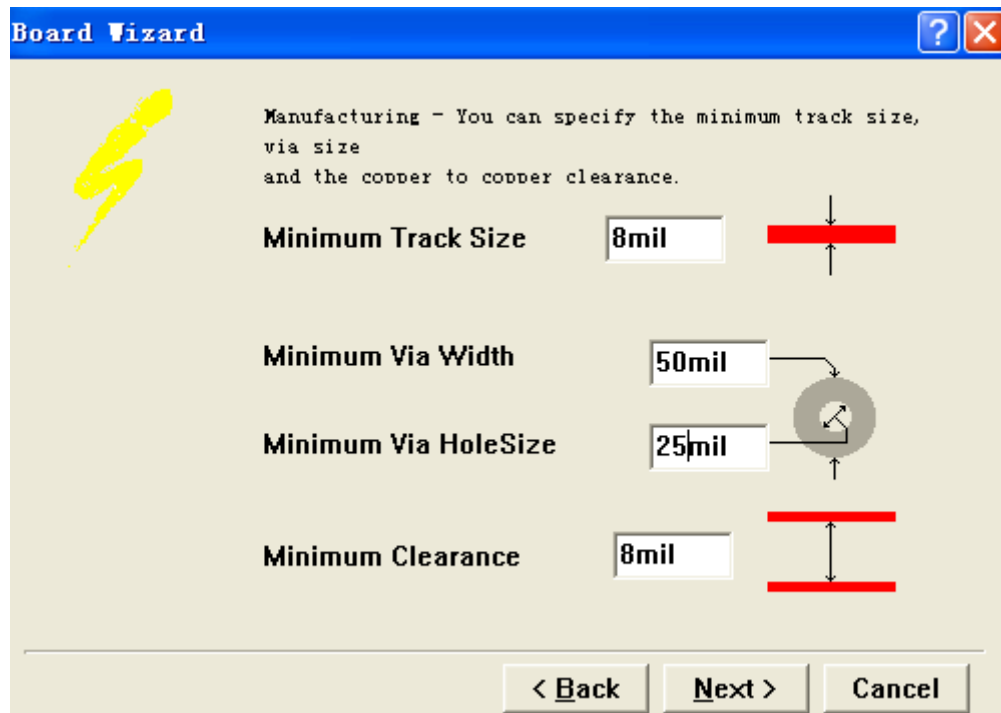 Board Wizard
Manufacturing - You can specify the minimum track size,
via size
and the copper to copper clearance.
Minimum Track Size 8mil
Minimum Via Width 50mil
Minimum Via HoleSize 25mil
Minimum Clearance 8mil
< Back Next > Cancel